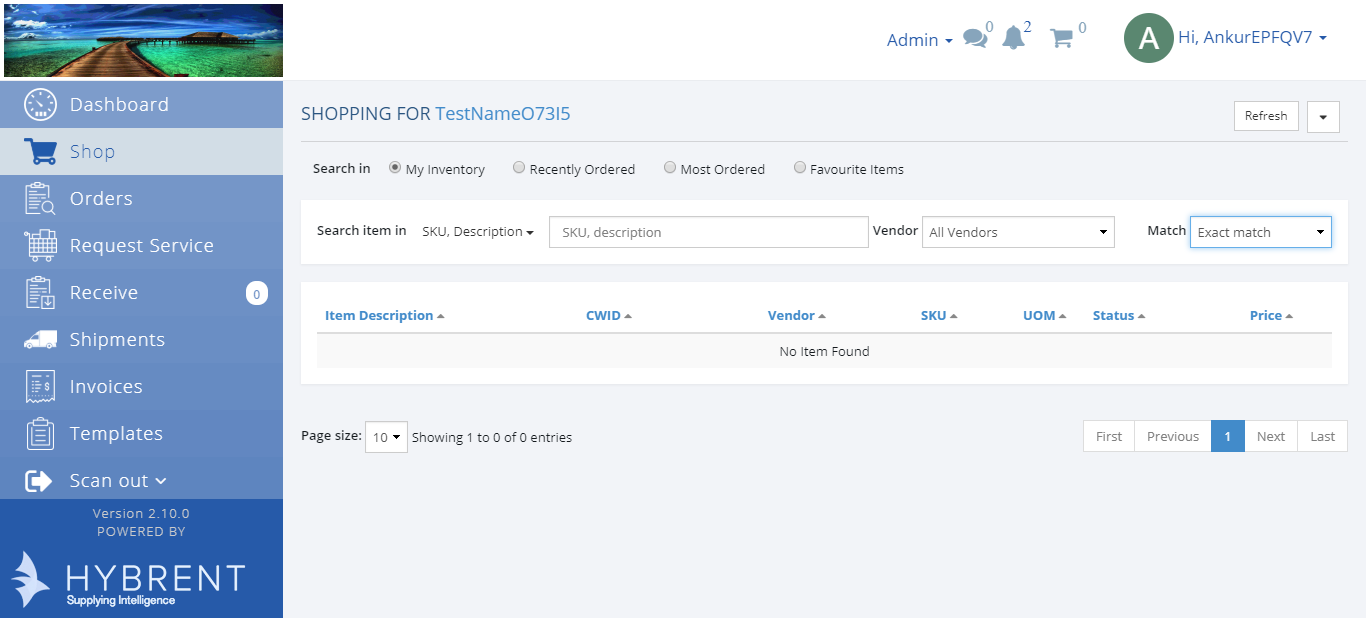 Admin 0 2 0 A Hi, AnkurEPFQV7
Dashboard
Shop
Orders
Request Service
Receive 0
Shipments
Invoices
Templates
Scan out
Version 2.10.0
POWERED BY
HYBRENT
Supplying Intelligence
SHOPPING FOR TestNameO73I5 Refresh
Search in My Inventory Recently Ordered Most Ordered Favourite Items
Search item in SKU, Description SKU, description Vendor All Vendors Match Exact match
Item Description CWID Vendor SKU UOM Status Price
No Item Found
Page size: 10 Showing 1 to 0 of 0 entries First Previous 1 Next Last